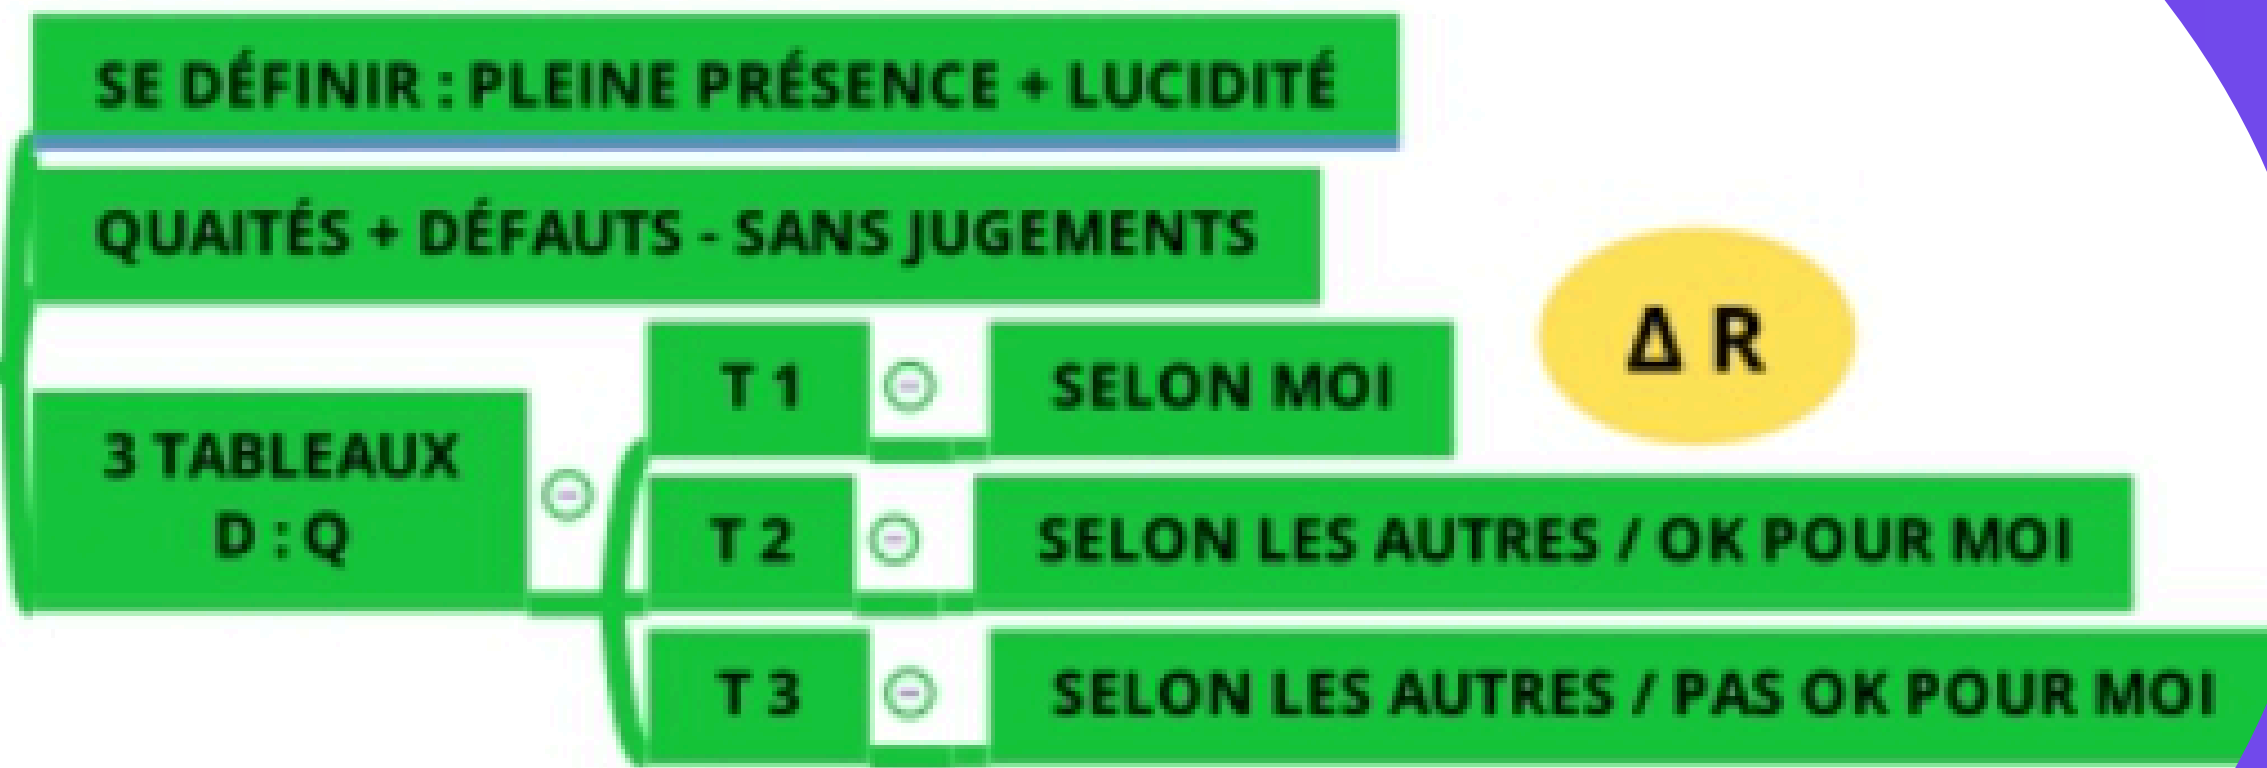 SE DÉFINIR : PLEINE PRÉSENCE + LUCIDITÉ
QUAITÉS + DÉFAUTS - SANS JUGEMENTS
Δ R
3 TABLEAUX
D : Q
T 1
SELON MOI
T 2
SELON LES AUTRES / OK POUR MOI
T 3
SELON LES AUTRES / PAS OK POUR MOI